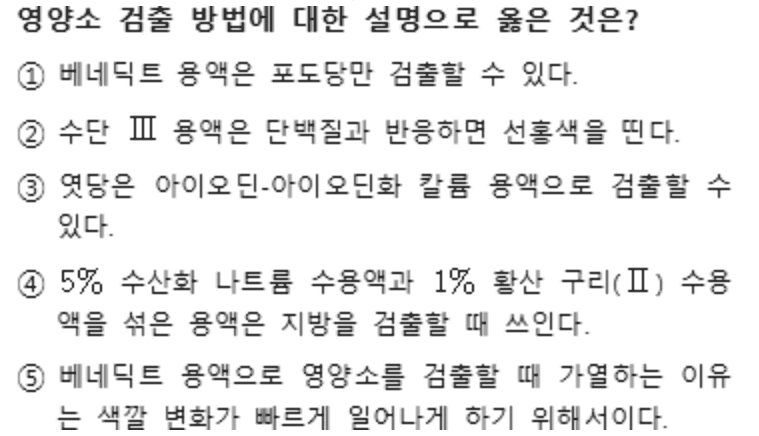 영양소 검출 방법에 대한 설명으로 옳은 것은?
① 베네딕트 용액은 포도당만 검출할 수 있다.
② 수단 Ⅲ 용액은 단백질과 반응하면 선홍색을 띤다.
③ 엿당은 아이오딘-아이오딘화 칼륨 용액으로 검출할 수
있다.
④ 5% 수산화 나트륨 수용액과 1% 황산 구리(Ⅱ) 수용
액을 섞은 용액은 지방을 검출할 때 쓰인다.
⑤ 베네딕트 용액으로 영양소를 검출할 때 가열하는 이유
는 색깔 변화가 빠르게 일어나게 하기 위해서이다.